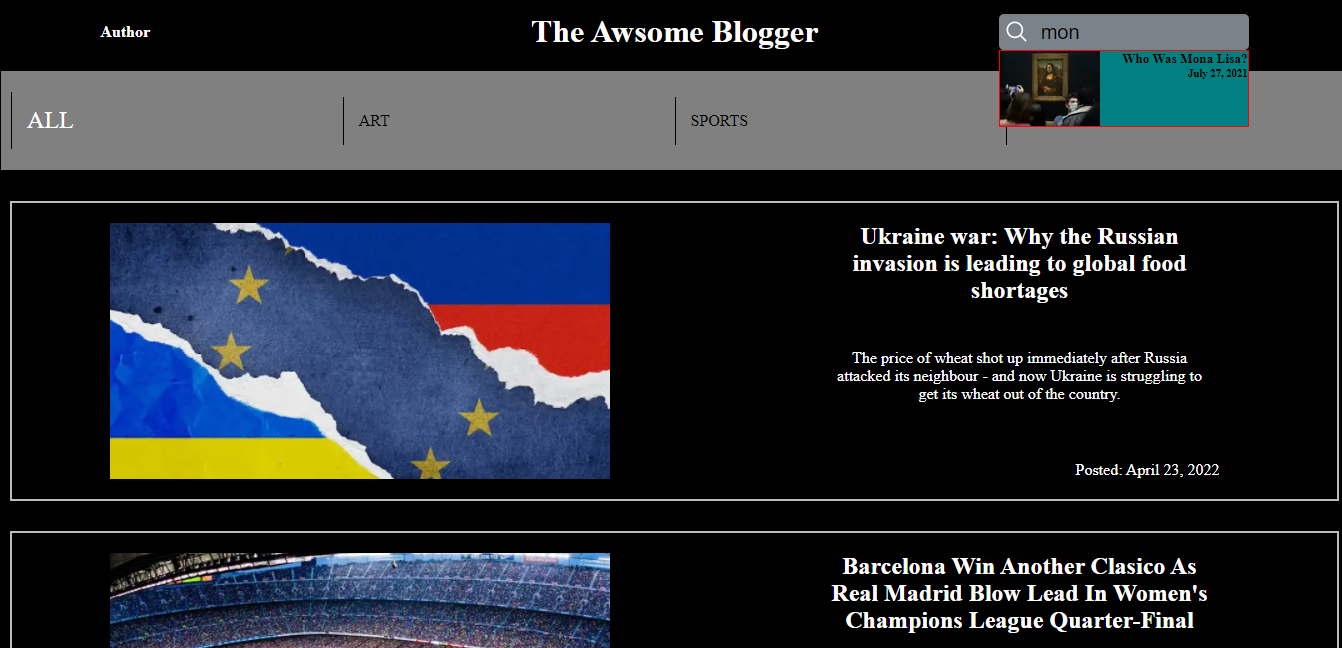 Author
The Awsome Blogger
mon
Who Was Mona Lisa?
July 27, 2021
ALL
ART
SPORTS
Ukraine war: Why the Russian
invasion is leading to global food
shortages
The price of wheat shot up immediately after Russia
attacked its neighbour - and now Ukraine is struggling to
get its wheat out of the country.
Posted: April 23, 2022
Barcelona Win Another Clasico As
Real Madrid Blow Lead In Women's
Champions League Quarter-Final